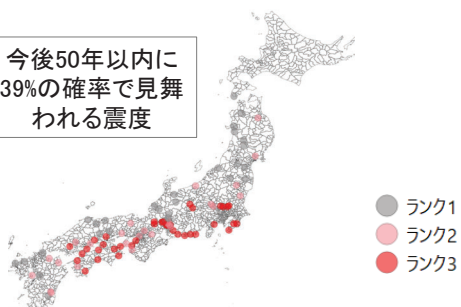 今後50年以内に
39%の確率で見舞
われる震度
ランク1
ランク2
ランク3